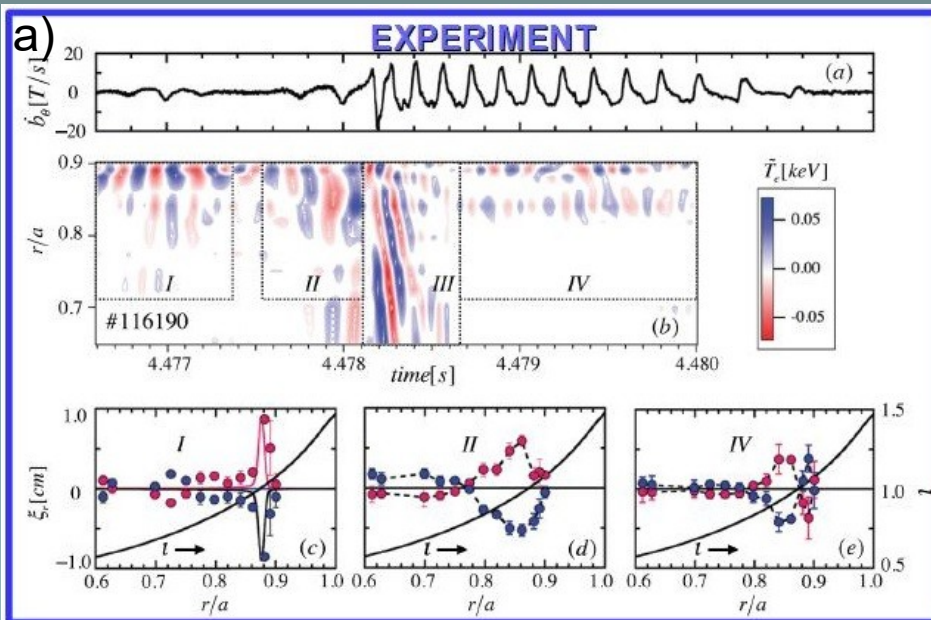 a)
EXPERIMENT
ḃθ[T/s]
20
0
−20
(a)
r/a
0.9
0.8
0.7
I
II
III
IV
#116190
(b)
4.477
4.478
4.479
4.480
time[s]
T̃e[keV]
0.05
0.00
-0.05
ξr[cm]
1.0
0
−1.0
I
ι
(c)
0.6 0.7 0.8 0.9 1.0
r/a
II
ι
(d)
0.6 0.7 0.8 0.9 1.0
r/a
IV
ι
(e)
0.6 0.7 0.8 0.9 1.0
r/a
1.5
1.0
0.5
ι